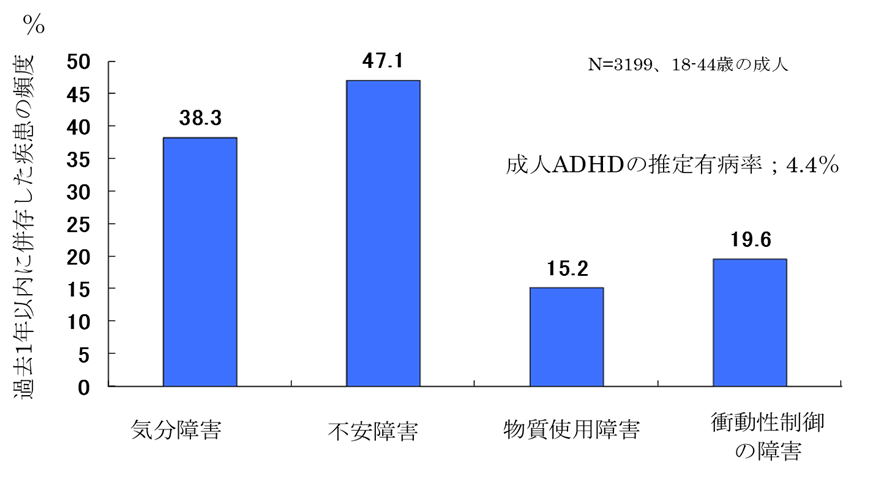 %
過去1年以内に併存した疾患の頻度
50
45
40
35
30
25
20
15
10
5
0
38.3
47.1
15.2
19.6
N=3199、18-44歳の成人
成人ADHDの推定有病率；4.4%
気分障害
不安障害
物質使用障害
衝動性制御
の障害